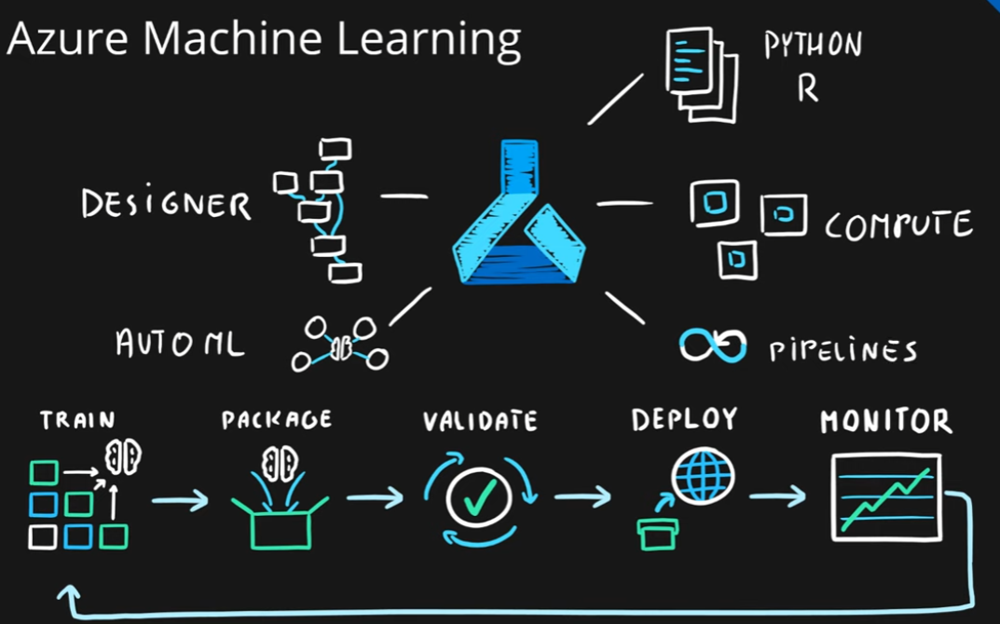 Azure Machine Learning
PYTHON
R
DESiGNER
COMPUTE
AUTO ML
PiPELiNES
TRAIN
PACKAGE
VALIDATE
DEPLOY
MONITOR